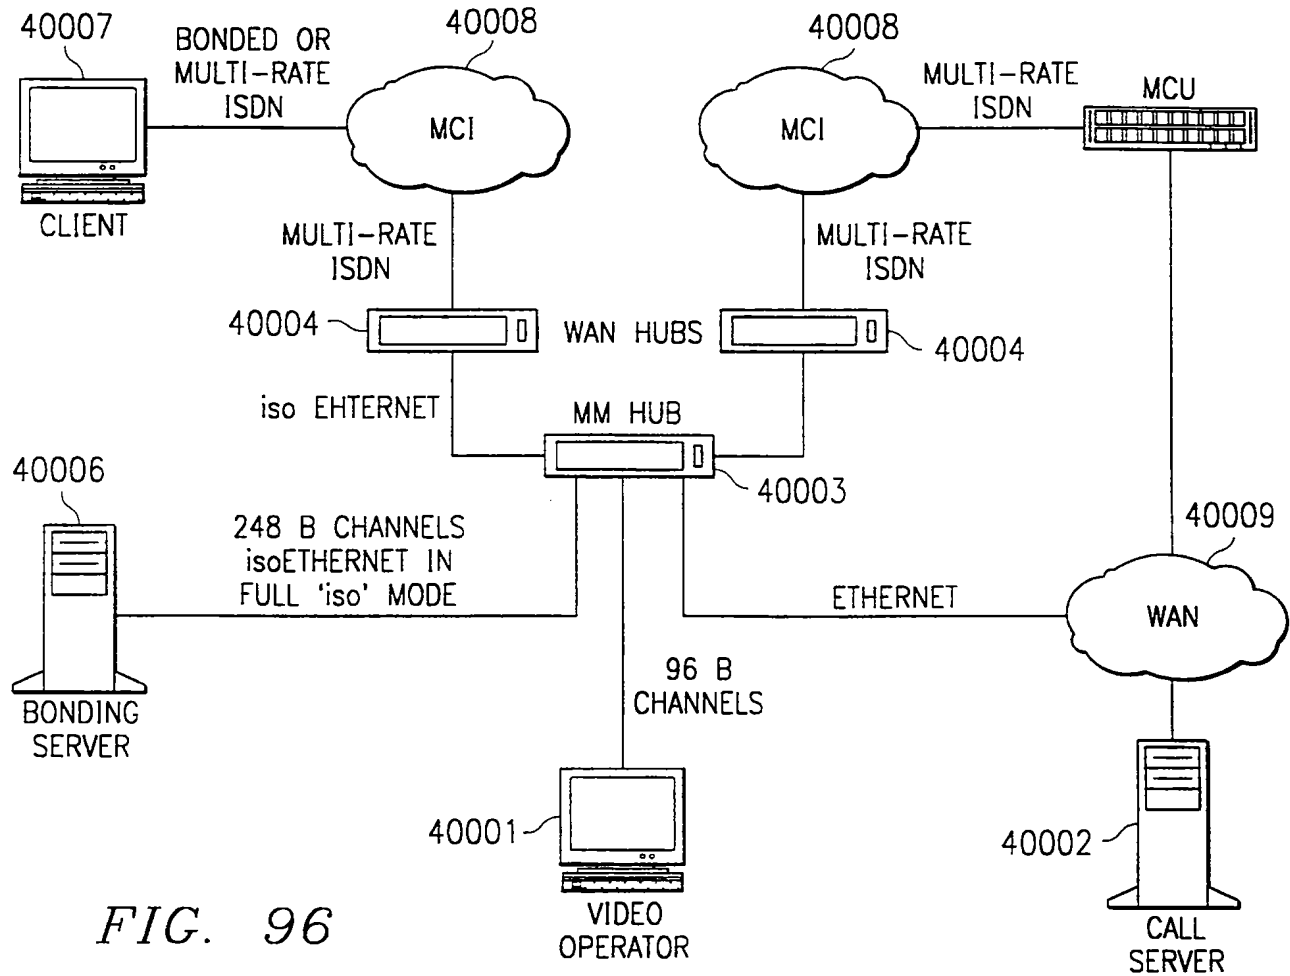 40007
BONDED OR
MULTI-RATE
ISDN
40008
40008
MULTI-RATE
ISDN
MCU
MCI
MCI
CLIENT
MULTI-RATE
ISDN
MULTI-RATE
ISDN
40004
WAN HUBS
40004
iso EHTERNET
MM HUB
40003
40006
248 B CHANNELS
isoETHERNET IN
FULL 'iso' MODE
40009
ETHERNET
WAN
96 B
CHANNELS
BONDING
SERVER
40001
40002
VIDEO
OPERATOR
CALL
SERVER
FIG. 96